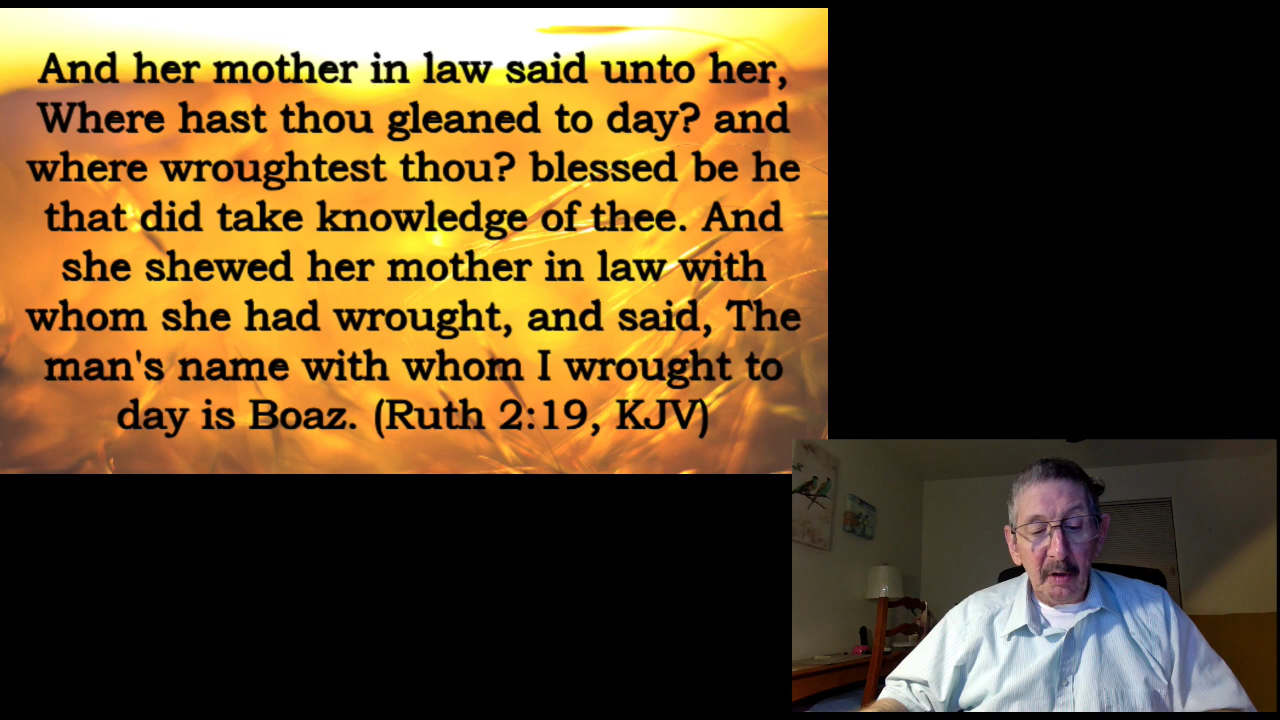 And her mother in law said unto her,
Where hast thou gleaned to day? and
where wroughtest thou? blessed be he
that did take knowledge of thee. And
she shewed her mother in law with
whom she had wrought, and said, The
man's name with whom I wrought to
day is Boaz. (Ruth 2:19, KJV)